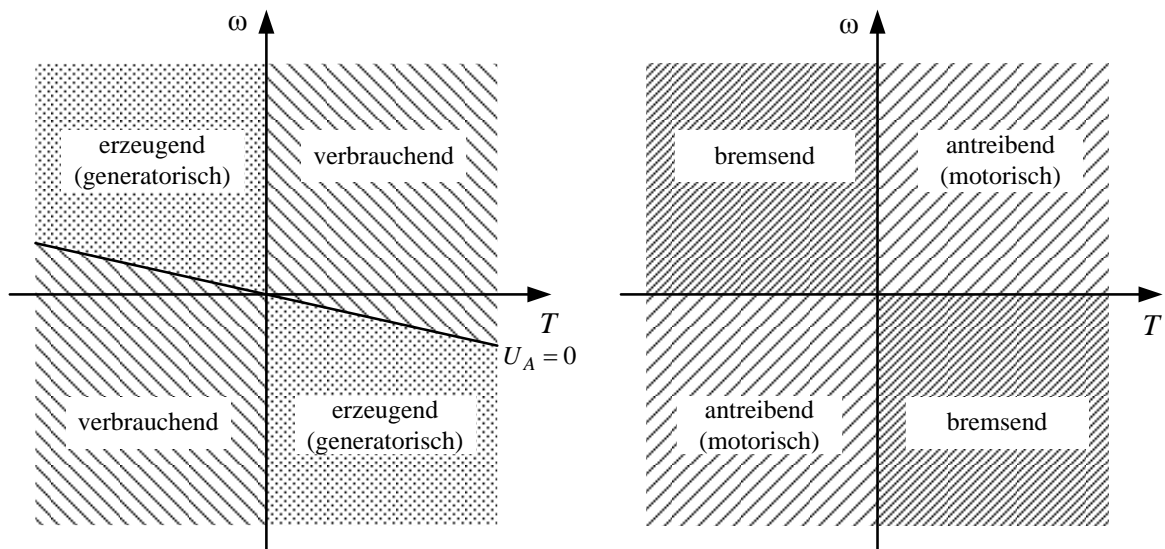 ω
erzeugend
(generatorisch)
verbrauchend
T
U_A = 0
verbrauchend
erzeugend
(generatorisch)
ω
bremsend
antreibend
(motorisch)
T
antreibend
(motorisch)
bremsend